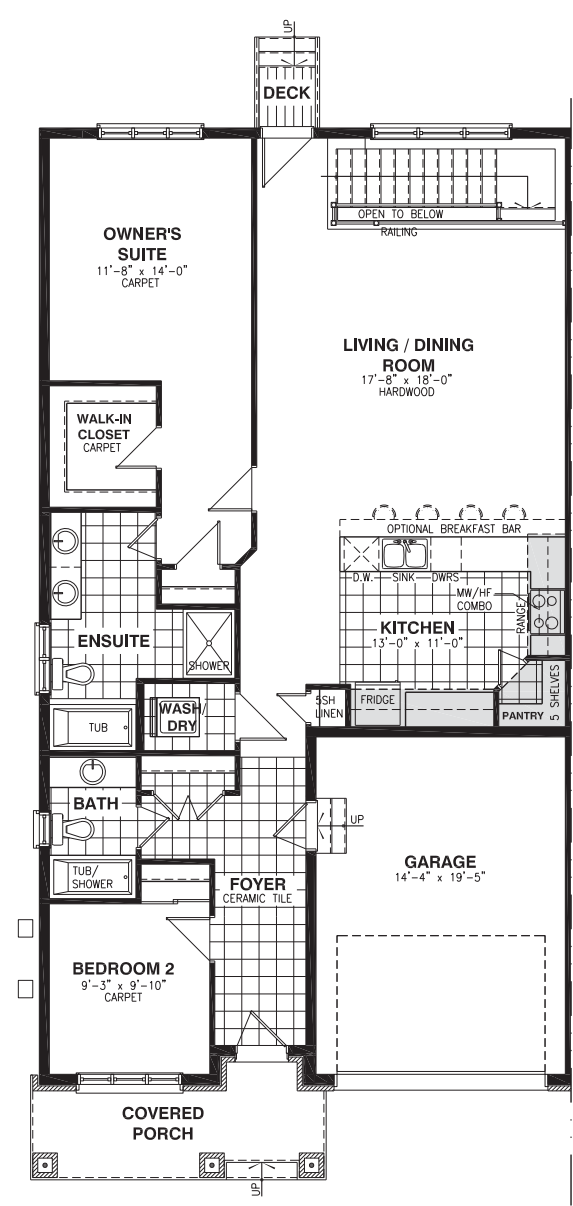 UP
DECK
OPEN TO BELOW
RAILING
OWNER'S
SUITE
11'-8" x 14'-0"
CARPET
LIVING / DINING
ROOM
17'-8" x 18'-0"
HARDWOOD
WALK-IN
CLOSET
CARPET
OPTIONAL BREAKFAST BAR
D.W.
SINK
DWRS
MW/HF
COMBO
RANGE
KITCHEN
13'-0" x 11'-0"
ENSUITE
SHOWER
5 SHELVES
5SH
LINEN
FRIDGE
PANTRY
WASH/
DRY
TUB
BATH
UP
TUB/
SHOWER
FOYER
CERAMIC TILE
GARAGE
14'-4" x 19'-5"
BEDROOM 2
9'-3" x 9'-10"
CARPET
COVERED
PORCH
UP